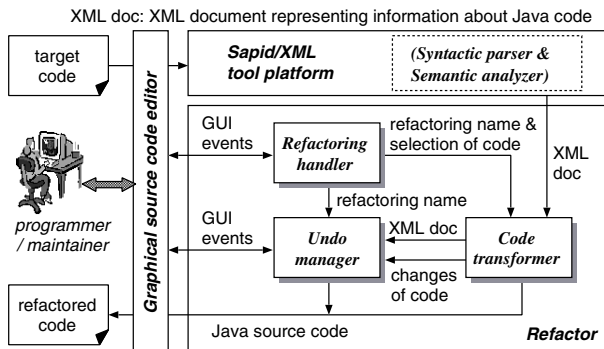 XML doc: XML document representing information about Java code
target
code
Sapid/XML
tool platform
(Syntactic parser &
Semantic analyzer)
Graphical source code editor
GUI
events
Refactoring
handler
refactoring name &
selection of code
XML
doc
programmer
/ maintainer
refactoring name
GUI
events
Undo
manager
XML doc
changes
of code
Code
transformer
refactored
code
Java source code
Refactor